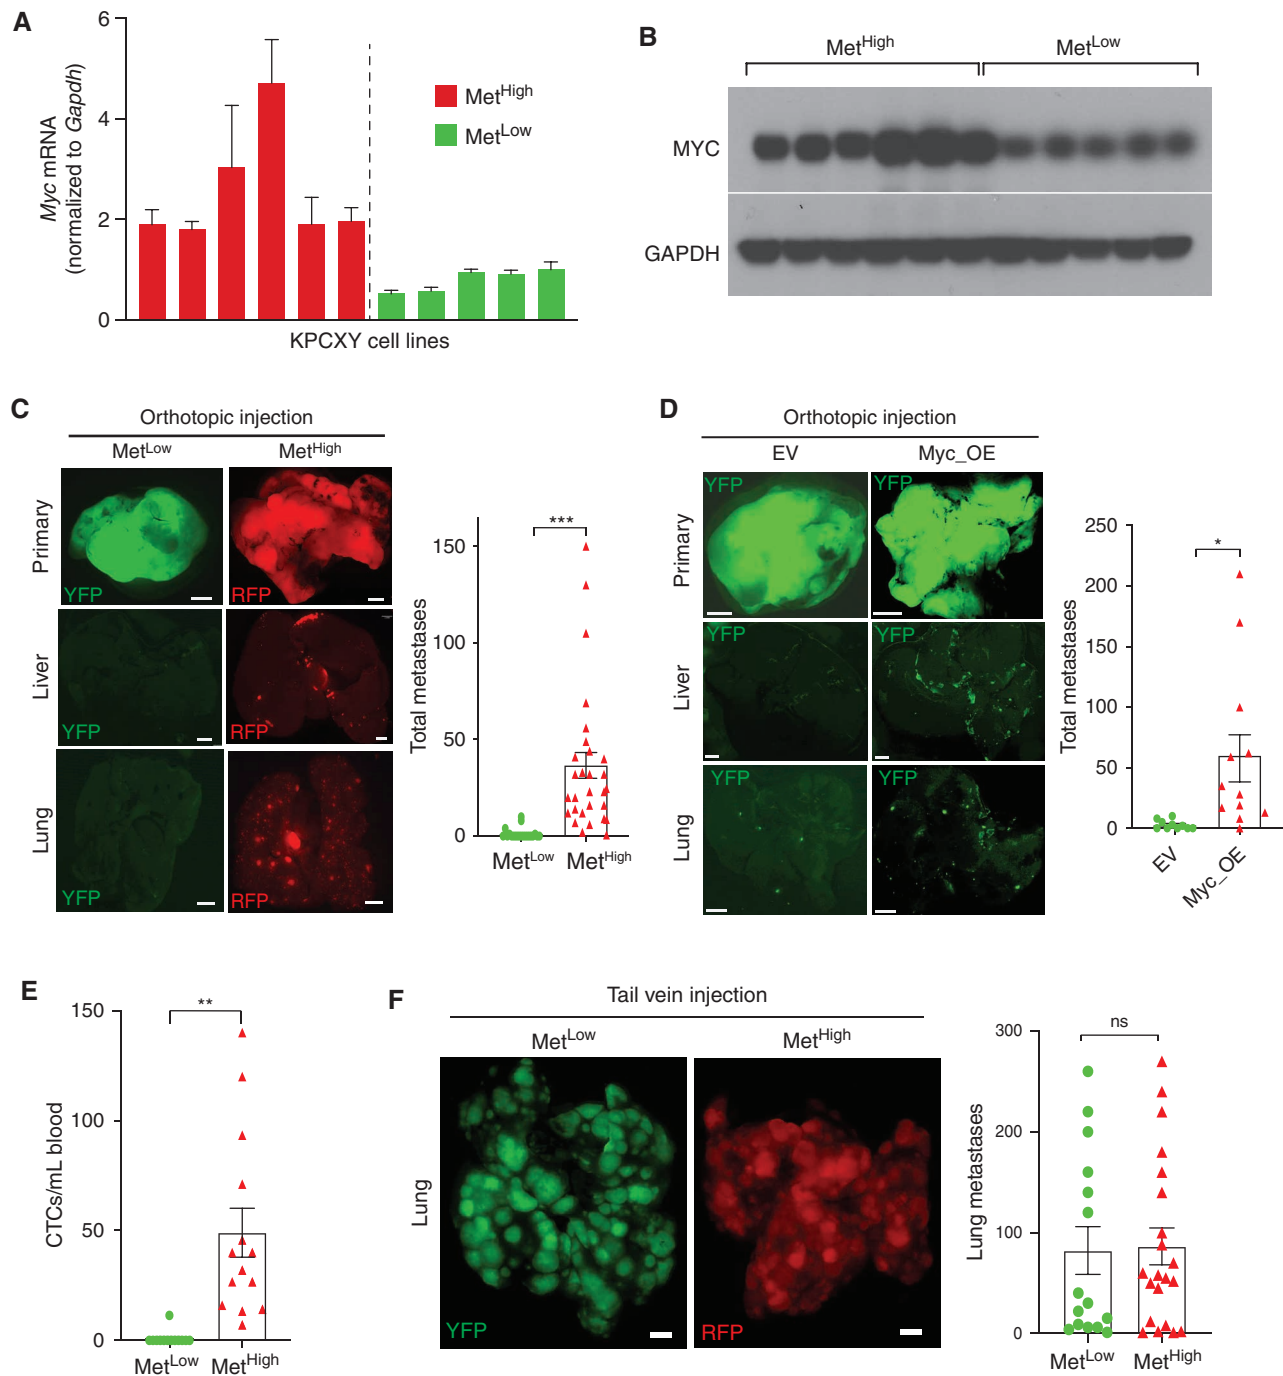 A
Myc mRNA
(normalized to Gapdh)
6
4
2
0
MetHigh
MetLow
KPCXY cell lines
B
MetHigh
MetLow
MYC
GAPDH
C
Orthotopic injection
MetLow
MetHigh
Primary
YFP
RFP
Liver
YFP
RFP
Lung
YFP
RFP
Total metastases
150
100
50
0
***
MetLow
MetHigh
D
Orthotopic injection
EV
Myc_OE
Primary
YFP
YFP
Liver
YFP
YFP
Lung
YFP
YFP
Total metastases
250
200
150
100
50
0
*
EV
Myc_OE
E
CTCs/mL blood
150
100
50
0
**
MetLow
MetHigh
F
Tail vein injection
MetLow
MetHigh
Lung
YFP
RFP
Lung metastases
300
200
100
0
ns
MetLow
MetHigh